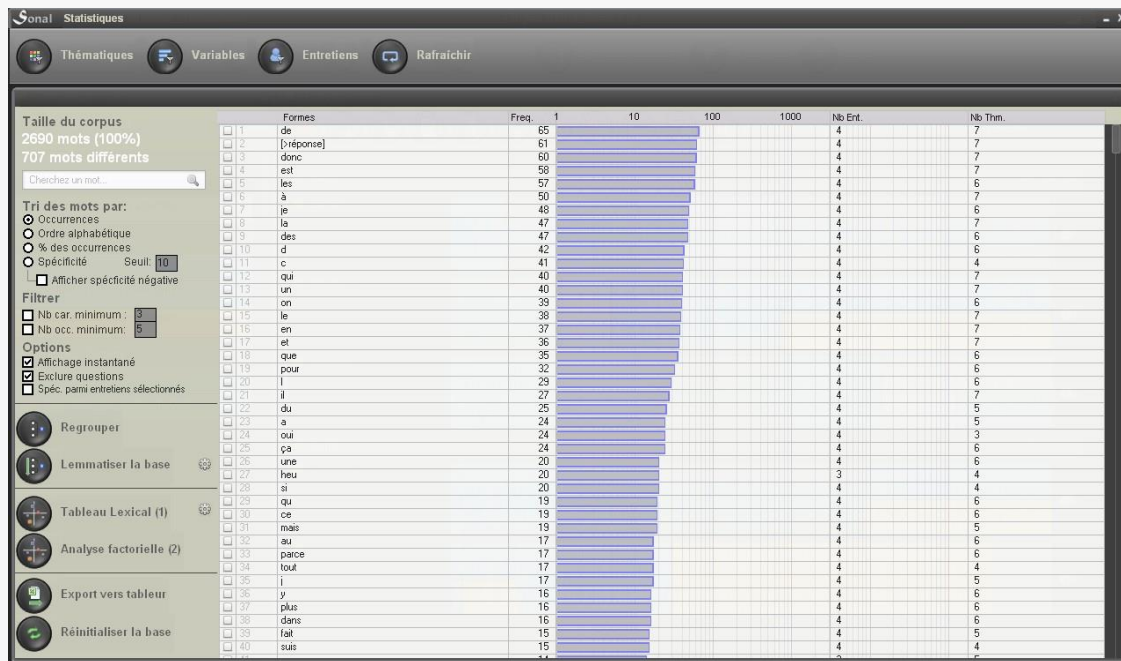 Sonal Statistiques
Thématiques Variables Entretiens Rafraîchir
Taille du corpus
2690 mots (100%)
707 mots différents
Cherchez un mot...
Tri des mots par:
Occurrences
Ordre alphabétique
% des occurrences
Spécificité Seuil: 10
Afficher spécficité négative
Filtrer
Nb car. minimum : 3
Nb occ. minimum: 5
Options
Affichage instantané
Exclure questions
Spéc. parmi entretiens sélectionnés
Regrouper
Lemmatiser la base
Tableau Lexical (1)
Analyse factorielle (2)
Export vers tableur
Réinitialiser la base
Formes Freq. 1 10 100 1000 Nb Ent. Nb Thm.
1 de 65 4 7
2 [>réponse] 61 4 7
3 donc 60 4 7
4 est 58 4 7
5 les 57 4 6
6 à 50 4 7
7 je 48 4 6
8 la 47 4 7
9 des 47 4 6
10 d 42 4 6
11 c 41 4 4
12 qui 40 4 7
13 un 40 4 7
14 on 39 4 6
15 le 38 4 7
16 en 37 4 7
17 et 36 4 7
18 que 35 4 6
19 pour 32 4 6
20 l 29 4 6
21 il 27 4 7
22 du 25 4 5
23 a 24 4 5
24 oui 24 4 3
25 ça 24 4 6
26 une 20 4 6
27 heu 20 3 4
28 si 20 4 4
29 qu 19 4 6
30 ce 19 4 6
31 mais 19 4 5
32 au 17 4 6
33 parce 17 4 6
34 tout 17 4 4
35 j 17 4 5
36 y 16 4 6
37 plus 16 4 6
38 dans 16 4 6
39 fait 15 4 5
40 suis 15 4 4